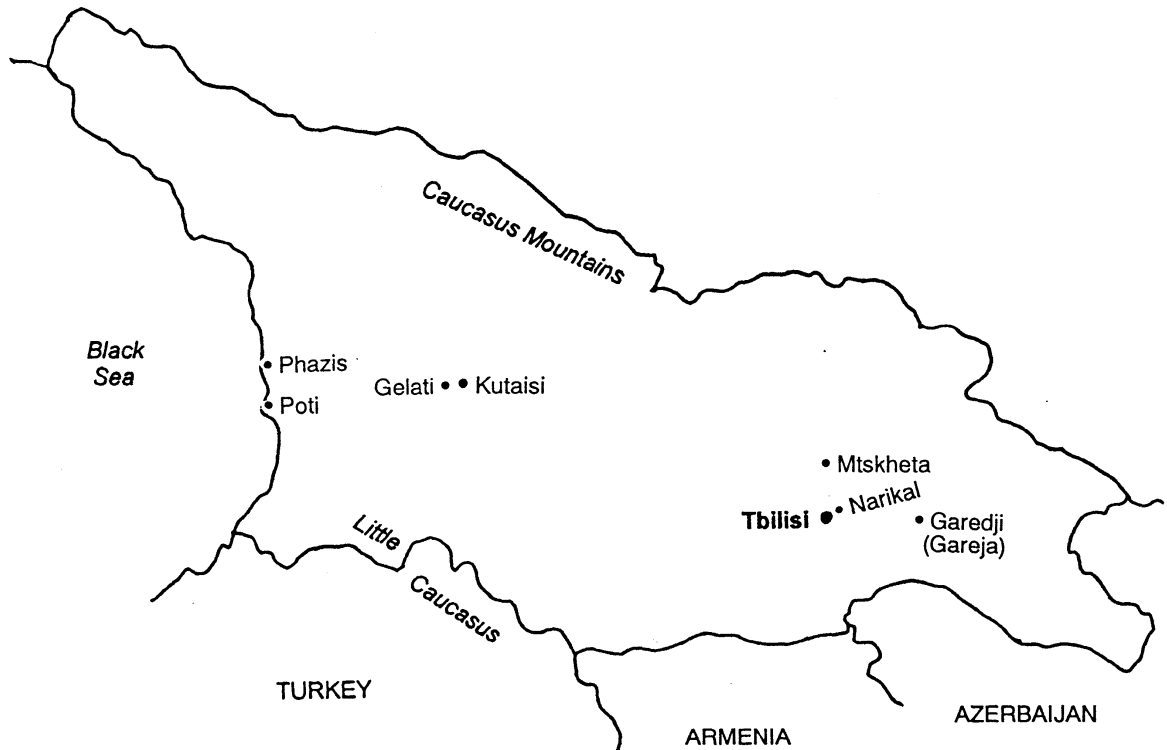 Caucasus Mountains
Black
Sea
Phazis
Gelati
Kutaisi
Poti
Mtskheta
Narikal
Tbilisi
Garedji
(Gareja)
Little
Caucasus
TURKEY
AZERBAIJAN
ARMENIA